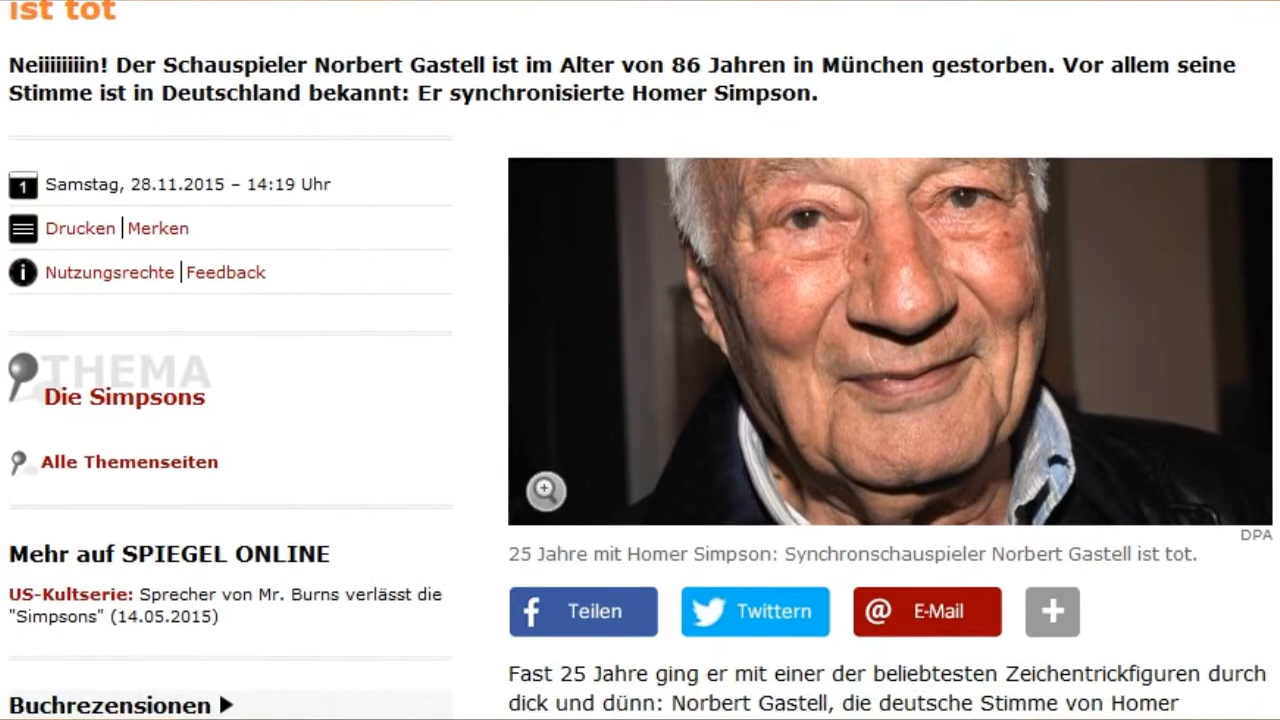 ist tot
Neiiiiiiiin! Der Schauspieler Norbert Gastell ist im Alter von 86 Jahren in München gestorben. Vor allem seine
Stimme ist in Deutschland bekannt: Er synchronisierte Homer Simpson.
1 Samstag, 28.11.2015 – 14:19 Uhr
Drucken | Merken
i Nutzungsrechte | Feedback
THEMA
Die Simpsons
Alle Themenseiten
Mehr auf SPIEGEL ONLINE
US-Kultserie: Sprecher von Mr. Burns verlässt die
"Simpsons" (14.05.2015)
Buchrezensionen
DPA
25 Jahre mit Homer Simpson: Synchronschauspieler Norbert Gastell ist tot.
f Teilen
Twittern
@ E-Mail
+
Fast 25 Jahre ging er mit einer der beliebtesten Zeichentrickfiguren durch
dick und dünn: Norbert Gastell, die deutsche Stimme von Homer